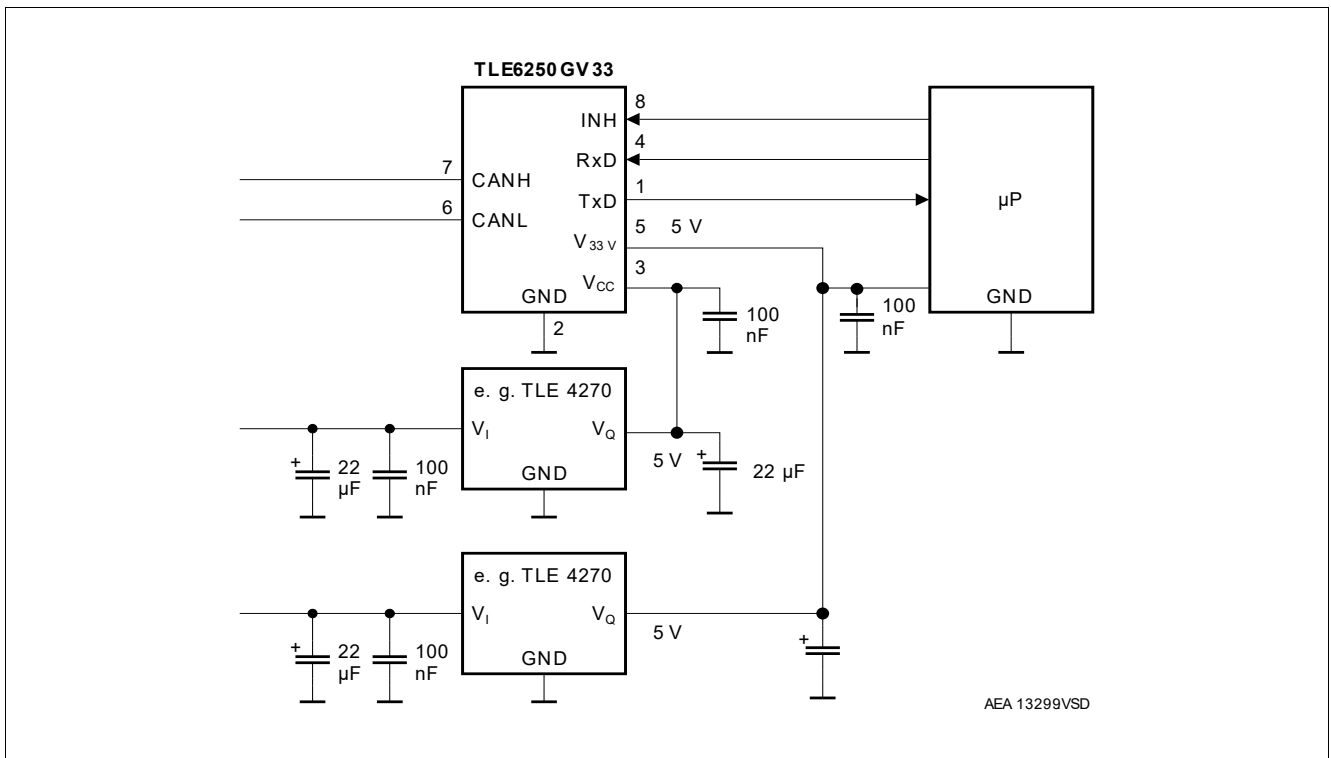 TLE6250 GV33
8
INH
4
RxD
7
CANH
1
TxD
µP
6
CANL
5 5 V
V33 V
3
VCC
GND
2
100
nF
100
nF
GND
e. g. TLE 4270
VI
VQ
5 V
+
22 µF
+
22
µF
100
nF
GND
e. g. TLE 4270
VI
VQ
5 V
+
22
µF
100
nF
GND
+
AEA 13299VSD